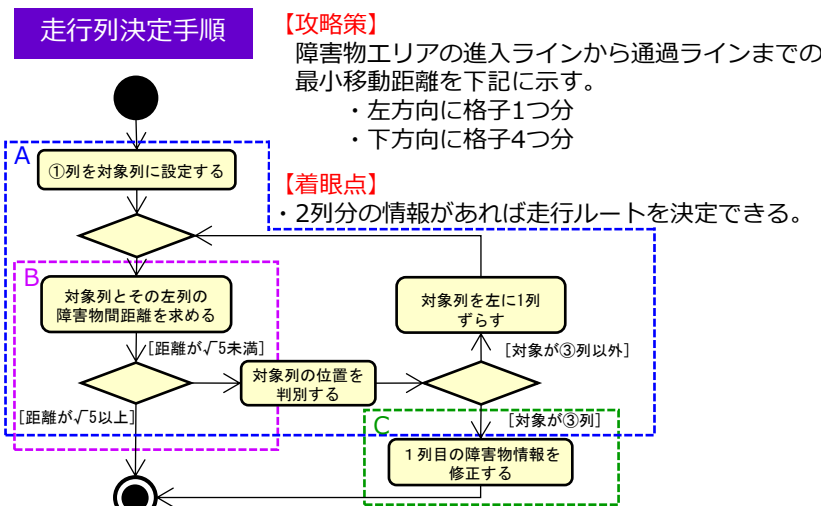 走行列決定手順
【攻略策】
障害物エリアの進入ラインから通過ラインまでの
最小移動距離を下記に示す。
・左方向に格子1つ分
・下方向に格子4つ分
【着眼点】
・2列分の情報があれば走行ルートを決定できる。
A
①列を対象列に設定する
B
対象列とその左列の
障害物間距離を求める
対象列を左に1列
ずらす
[距離が√5未満]
[対象が③列以外]
対象列の位置を
判別する
[距離が√5以上]
[対象が③列]
C
1列目の障害物情報を
修正する